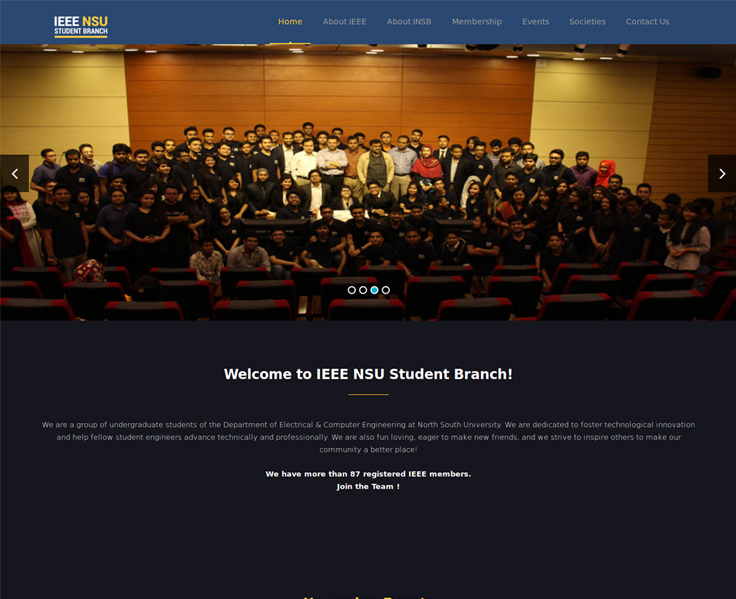 IEEE NSU
STUDENT BRANCH
Home About IEEE About INSB Membership Events Societies Contact Us
Welcome to IEEE NSU Student Branch!
We are a group of undergraduate students of the Department of Electrical & Computer Engineering at North South University. We are dedicated to foster technological innovation
and help fellow student engineers advance technically and professionally. We are also fun loving, eager to make new friends, and we strive to inspire others to make our
community a better place!
We have more than 87 registered IEEE members.
Join the Team !